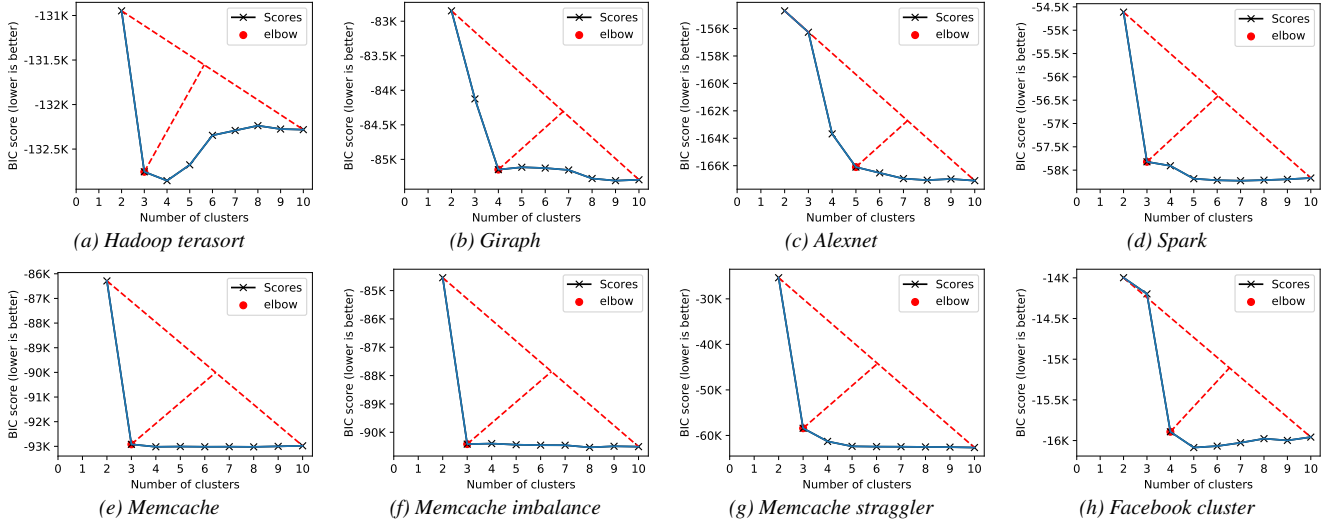 -131K
-131.5K
-132K
-132.5K
BIC score (lower is better)
Scores
elbow
0 1 2 3 4 5 6 7 8 9 10
Number of clusters
(a) Hadoop terasort
-82K
-83K
-84K
-84.5K
-85K
BIC score (lower is better)
Scores
elbow
0 1 2 3 4 5 6 7 8 9 10
Number of clusters
(b) Giraph
-156K
-158K
-160K
-162K
-164K
-166K
BIC score (lower is better)
Scores
elbow
0 1 2 3 4 5 6 7 8 9 10
Number of clusters
(c) Alexnet
-54.5K
-55K
-55.5K
-56K
-56.5K
-57K
-57.5K
-58K
BIC score (lower is better)
Scores
elbow
0 1 2 3 4 5 6 7 8 9 10
Number of clusters
(d) Spark
-86K
-87K
-88K
-89K
-90K
-91K
-92K
-93K
BIC score (lower is better)
Scores
elbow
0 1 2 3 4 5 6 7 8 9 10
Number of clusters
(e) Memcache
-85K
-86K
-87K
-88K
-89K
-90K
BIC score (lower is better)
Scores
elbow
0 1 2 3 4 5 6 7 8 9 10
Number of clusters
(f) Memcache imbalance
-30K
-40K
-50K
-60K
BIC score (lower is better)
Scores
elbow
0 1 2 3 4 5 6 7 8 9 10
Number of clusters
(g) Memcache straggler
-14K
-14.5K
-15K
-15.5K
-16K
BIC score (lower is better)
Scores
elbow
0 1 2 3 4 5 6 7 8 9 10
Number of clusters
(h) Facebook cluster